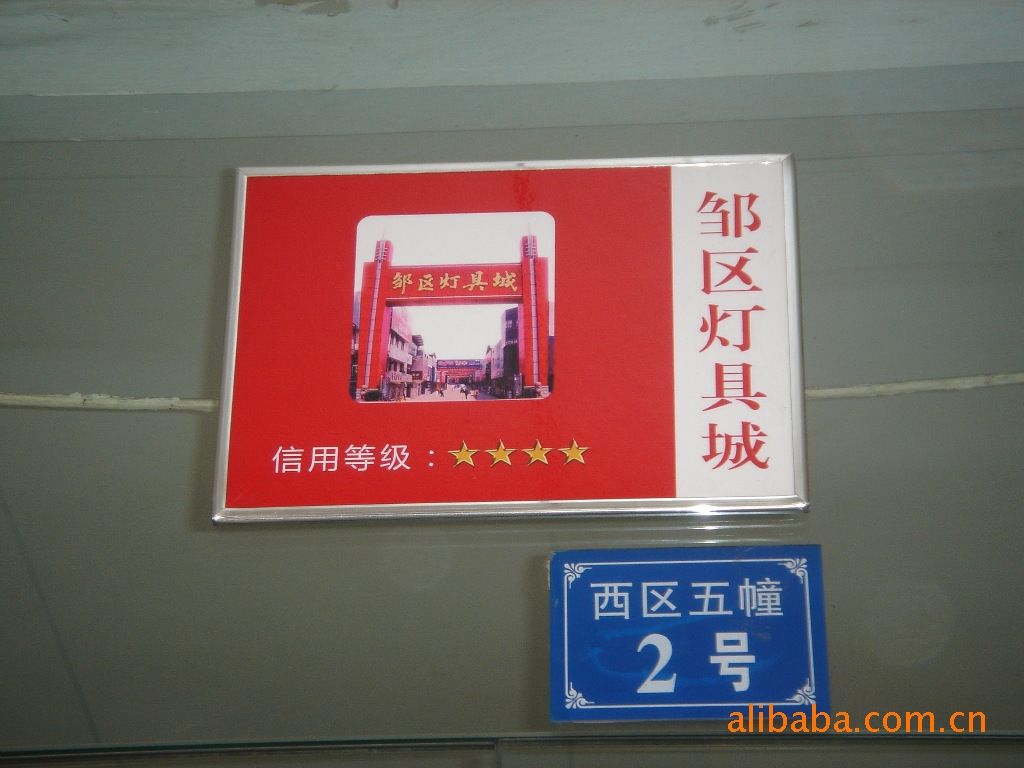 邹区灯具城
邹区灯具城
信用等级：
西区五幢
2号
alibaba.com.cn